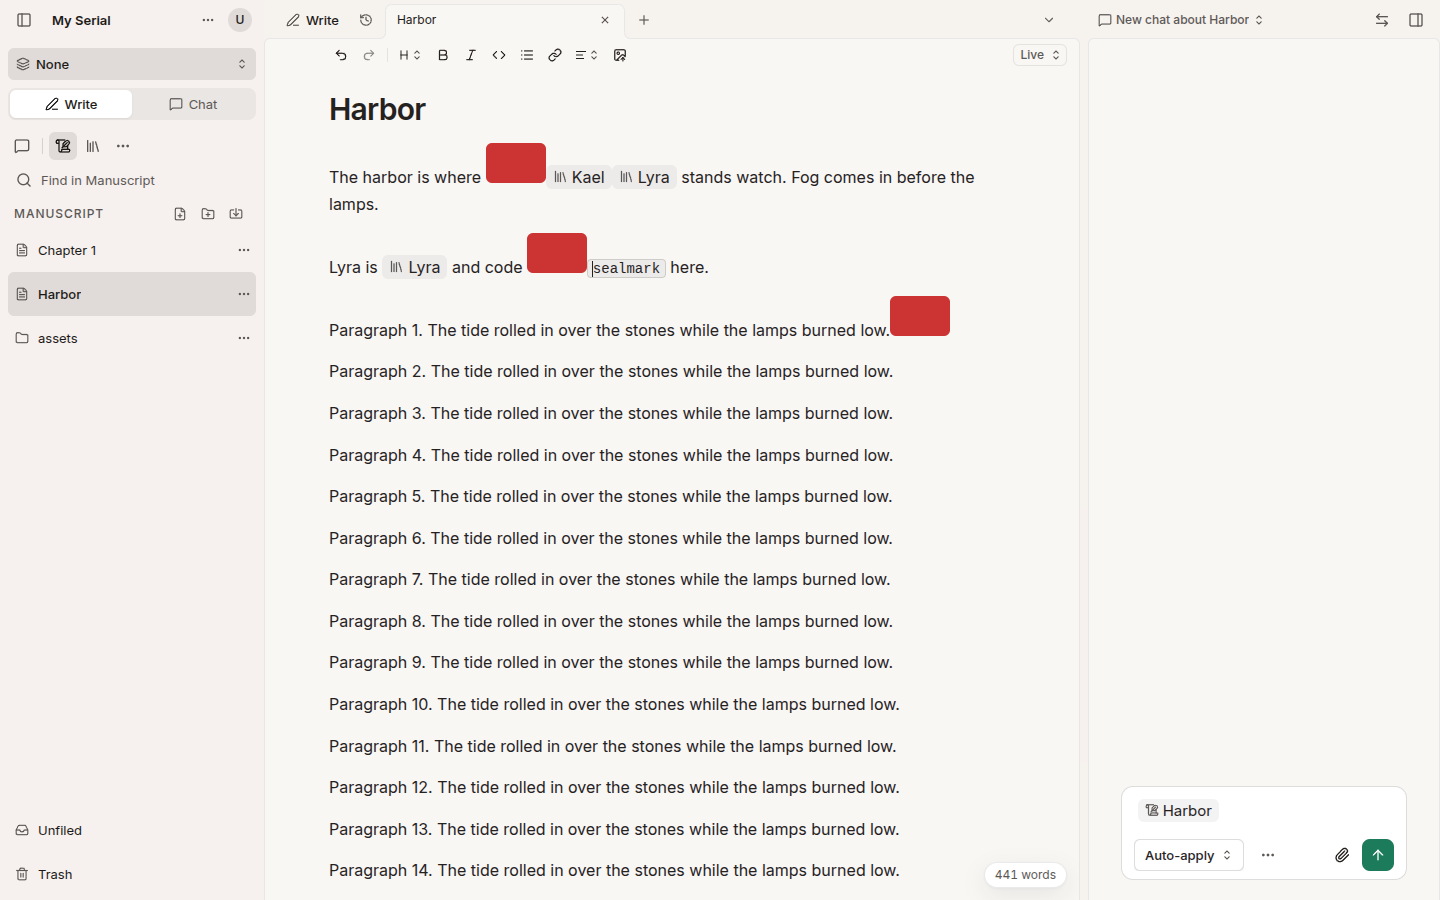 My Serial
U
None
Write
Chat
Find in Manuscript
MANUSCRIPT
Chapter 1
Harbor
assets
Unfiled
Trash
Write
Harbor
H
B
I
Live
Harbor
The harbor is where Kael Lyra stands watch. Fog comes in before the
lamps.
Lyra is Lyra and code sealmark here.
Paragraph 1. The tide rolled in over the stones while the lamps burned low.
Paragraph 2. The tide rolled in over the stones while the lamps burned low.
Paragraph 3. The tide rolled in over the stones while the lamps burned low.
Paragraph 4. The tide rolled in over the stones while the lamps burned low.
Paragraph 5. The tide rolled in over the stones while the lamps burned low.
Paragraph 6. The tide rolled in over the stones while the lamps burned low.
Paragraph 7. The tide rolled in over the stones while the lamps burned low.
Paragraph 8. The tide rolled in over the stones while the lamps burned low.
Paragraph 9. The tide rolled in over the stones while the lamps burned low.
Paragraph 10. The tide rolled in over the stones while the lamps burned low.
Paragraph 11. The tide rolled in over the stones while the lamps burned low.
Paragraph 12. The tide rolled in over the stones while the lamps burned low.
Paragraph 13. The tide rolled in over the stones while the lamps burned low.
Paragraph 14. The tide rolled in over the stones while the lamps burned low.
441 words
New chat about Harbor
Harbor
Auto-apply